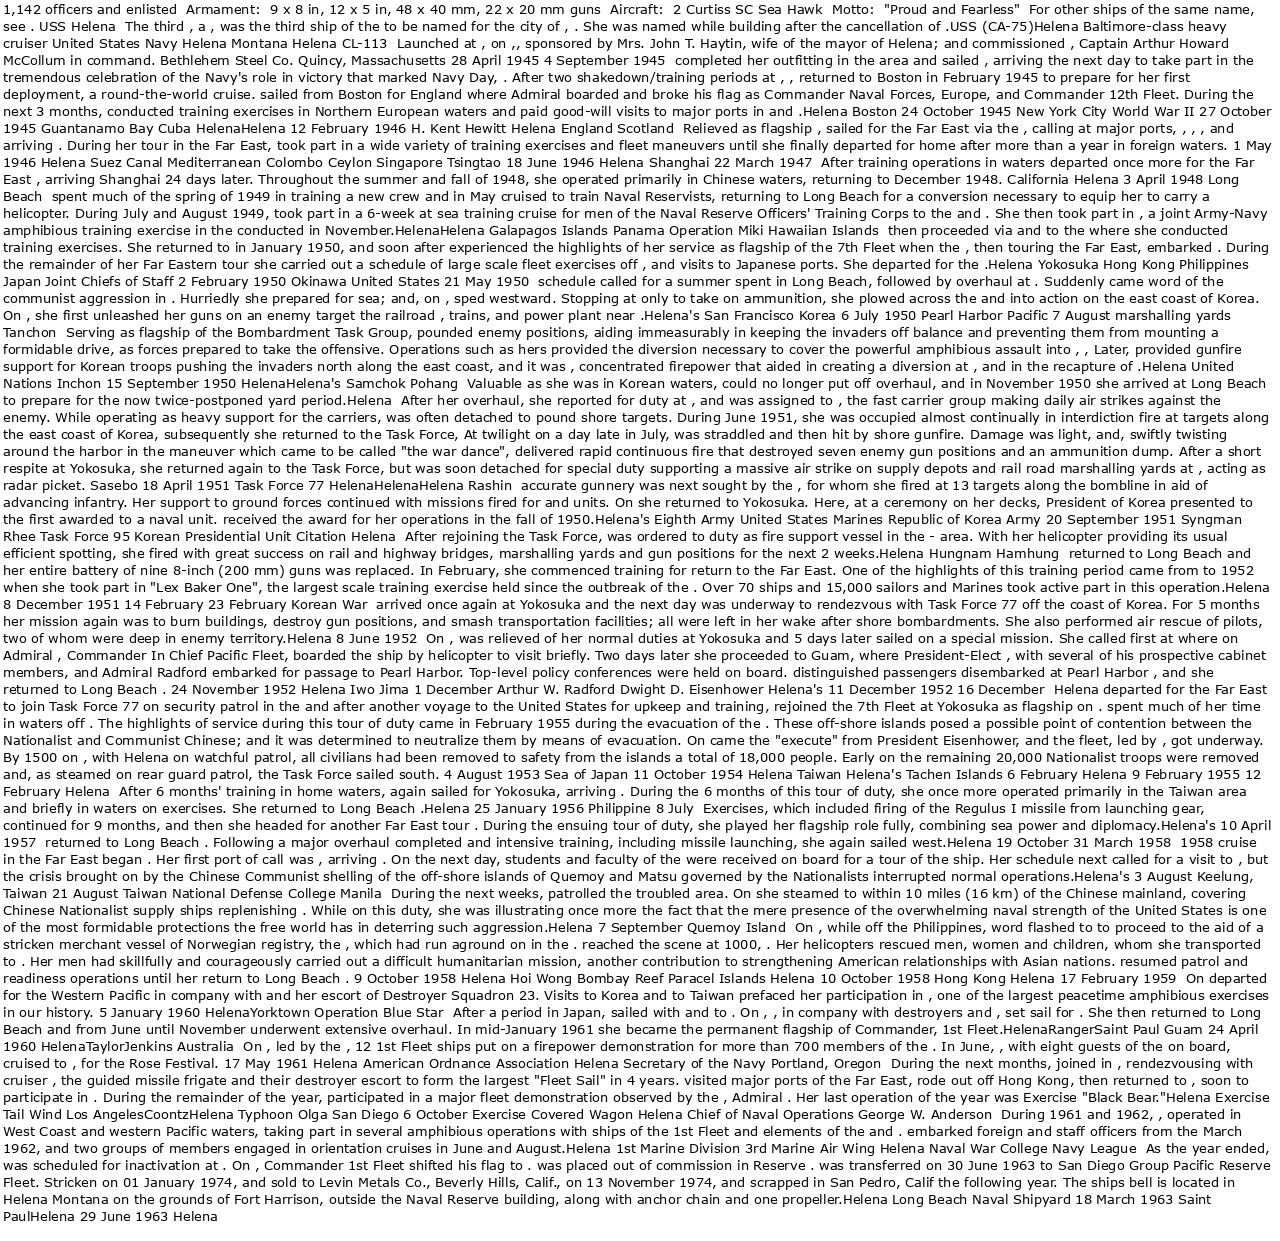 1,142 officers and enlisted  Armament:  9 x 8 in, 12 x 5 in, 48 x 40 mm, 22 x 20 mm guns  Aircraft:  2 Curtiss SC Sea Hawk  Motto:  "Proud and Fearless"  For other ships of the same name,
see . USS Helena  The third , a , was the third ship of the to be named for the city of , . She was named while building after the cancellation of .USS (CA-75)Helena Baltimore-class heavy
cruiser United States Navy Helena Montana Helena CL-113  Launched at , on ,, sponsored by Mrs. John T. Haytin, wife of the mayor of Helena; and commissioned , Captain Arthur Howard
McCollum in command. Bethlehem Steel Co. Quincy, Massachusetts 28 April 1945 4 September 1945  completed her outfitting in the area and sailed , arriving the next day to take part in the
tremendous celebration of the Navy's role in victory that marked Navy Day, . After two shakedown/training periods at , , returned to Boston in February 1945 to prepare for her first
deployment, a round-the-world cruise. sailed from Boston for England where Admiral boarded and broke his flag as Commander Naval Forces, Europe, and Commander 12th Fleet. During the
next 3 months, conducted training exercises in Northern European waters and paid good-will visits to major ports in and .Helena Boston 24 October 1945 New York City World War II 27 October
1945 Guantanamo Bay Cuba HelenaHelena 12 February 1946 H. Kent Hewitt Helena England Scotland  Relieved as flagship , sailed for the Far East via the , calling at major ports, , , , and
arriving . During her tour in the Far East, took part in a wide variety of training exercises and fleet maneuvers until she finally departed for home after more than a year in foreign waters. 1 May
1946 Helena Suez Canal Mediterranean Colombo Ceylon Singapore Tsingtao 18 June 1946 Helena Shanghai 22 March 1947  After training operations in waters departed once more for the Far
East , arriving Shanghai 24 days later. Throughout the summer and fall of 1948, she operated primarily in Chinese waters, returning to December 1948. California Helena 3 April 1948 Long
Beach  spent much of the spring of 1949 in training a new crew and in May cruised to train Naval Reservists, returning to Long Beach for a conversion necessary to equip her to carry a
helicopter. During July and August 1949, took part in a 6-week at sea training cruise for men of the Naval Reserve Officers' Training Corps to the and . She then took part in , a joint Army-Navy
amphibious training exercise in the conducted in November.HelenaHelena Galapagos Islands Panama Operation Miki Hawaiian Islands  then proceeded via and to the where she conducted
training exercises. She returned to in January 1950, and soon after experienced the highlights of her service as flagship of the 7th Fleet when the , then touring the Far East, embarked . During
the remainder of her Far Eastern tour she carried out a schedule of large scale fleet exercises off , and visits to Japanese ports. She departed for the .Helena Yokosuka Hong Kong Philippines
Japan Joint Chiefs of Staff 2 February 1950 Okinawa United States 21 May 1950  schedule called for a summer spent in Long Beach, followed by overhaul at . Suddenly came word of the
communist aggression in . Hurriedly she prepared for sea; and, on , sped westward. Stopping at only to take on ammunition, she plowed across the and into action on the east coast of Korea.
On , she first unleashed her guns on an enemy target the railroad , trains, and power plant near .Helena's San Francisco Korea 6 July 1950 Pearl Harbor Pacific 7 August marshalling yards
Tanchon  Serving as flagship of the Bombardment Task Group, pounded enemy positions, aiding immeasurably in keeping the invaders off balance and preventing them from mounting a
formidable drive, as forces prepared to take the offensive. Operations such as hers provided the diversion necessary to cover the powerful amphibious assault into , , Later, provided gunfire
support for Korean troops pushing the invaders north along the east coast, and it was , concentrated firepower that aided in creating a diversion at , and in the recapture of .Helena United
Nations Inchon 15 September 1950 HelenaHelena's Samchok Pohang  Valuable as she was in Korean waters, could no longer put off overhaul, and in November 1950 she arrived at Long Beach
to prepare for the now twice-postponed yard period.Helena  After her overhaul, she reported for duty at , and was assigned to , the fast carrier group making daily air strikes against the
enemy. While operating as heavy support for the carriers, was often detached to pound shore targets. During June 1951, she was occupied almost continually in interdiction fire at targets along
the east coast of Korea, subsequently she returned to the Task Force, At twilight on a day late in July, was straddled and then hit by shore gunfire. Damage was light, and, swiftly twisting
around the harbor in the maneuver which came to be called "the war dance", delivered rapid continuous fire that destroyed seven enemy gun positions and an ammunition dump. After a short
respite at Yokosuka, she returned again to the Task Force, but was soon detached for special duty supporting a massive air strike on supply depots and rail road marshalling yards at , acting as
radar picket. Sasebo 18 April 1951 Task Force 77 HelenaHelenaHelena Rashin  accurate gunnery was next sought by the , for whom she fired at 13 targets along the bombline in aid of
advancing infantry. Her support to ground forces continued with missions fired for and units. On she returned to Yokosuka. Here, at a ceremony on her decks, President of Korea presented to
the first awarded to a naval unit. received the award for her operations in the fall of 1950.Helena's Eighth Army United States Marines Republic of Korea Army 20 September 1951 Syngman
Rhee Task Force 95 Korean Presidential Unit Citation Helena  After rejoining the Task Force, was ordered to duty as fire support vessel in the - area. With her helicopter providing its usual
efficient spotting, she fired with great success on rail and highway bridges, marshalling yards and gun positions for the next 2 weeks.Helena Hungnam Hamhung  returned to Long Beach and
her entire battery of nine 8-inch (200 mm) guns was replaced. In February, she commenced training for return to the Far East. One of the highlights of this training period came from to 1952
when she took part in "Lex Baker One", the largest scale training exercise held since the outbreak of the . Over 70 ships and 15,000 sailors and Marines took active part in this operation.Helena
8 December 1951 14 February 23 February Korean War  arrived once again at Yokosuka and the next day was underway to rendezvous with Task Force 77 off the coast of Korea. For 5 months
her mission again was to burn buildings, destroy gun positions, and smash transportation facilities; all were left in her wake after shore bombardments. She also performed air rescue of pilots,
two of whom were deep in enemy territory.Helena 8 June 1952  On , was relieved of her normal duties at Yokosuka and 5 days later sailed on a special mission. She called first at where on
Admiral , Commander In Chief Pacific Fleet, boarded the ship by helicopter to visit briefly. Two days later she proceeded to Guam, where President-Elect , with several of his prospective cabinet
members, and Admiral Radford embarked for passage to Pearl Harbor. Top-level policy conferences were held on board. distinguished passengers disembarked at Pearl Harbor , and she
returned to Long Beach . 24 November 1952 Helena Iwo Jima 1 December Arthur W. Radford Dwight D. Eisenhower Helena's 11 December 1952 16 December  Helena departed for the Far East
to join Task Force 77 on security patrol in the and after another voyage to the United States for upkeep and training, rejoined the 7th Fleet at Yokosuka as flagship on . spent much of her time
in waters off . The highlights of service during this tour of duty came in February 1955 during the evacuation of the . These off-shore islands posed a possible point of contention between the
Nationalist and Communist Chinese; and it was determined to neutralize them by means of evacuation. On came the "execute" from President Eisenhower, and the fleet, led by , got underway.
By 1500 on , with Helena on watchful patrol, all civilians had been removed to safety from the islands a total of 18,000 people. Early on the remaining 20,000 Nationalist troops were removed
and, as steamed on rear guard patrol, the Task Force sailed south. 4 August 1953 Sea of Japan 11 October 1954 Helena Taiwan Helena's Tachen Islands 6 February Helena 9 February 1955 12
February Helena  After 6 months' training in home waters, again sailed for Yokosuka, arriving . During the 6 months of this tour of duty, she once more operated primarily in the Taiwan area
and briefly in waters on exercises. She returned to Long Beach .Helena 25 January 1956 Philippine 8 July  Exercises, which included firing of the Regulus I missile from launching gear,
continued for 9 months, and then she headed for another Far East tour . During the ensuing tour of duty, she played her flagship role fully, combining sea power and diplomacy.Helena's 10 April
1957  returned to Long Beach . Following a major overhaul completed and intensive training, including missile launching, she again sailed west.Helena 19 October 31 March 1958  1958 cruise
in the Far East began . Her first port of call was , arriving . On the next day, students and faculty of the were received on board for a tour of the ship. Her schedule next called for a visit to , but
the crisis brought on by the Chinese Communist shelling of the off-shore islands of Quemoy and Matsu governed by the Nationalists interrupted normal operations.Helena's 3 August Keelung,
Taiwan 21 August Taiwan National Defense College Manila  During the next weeks, patrolled the troubled area. On she steamed to within 10 miles (16 km) of the Chinese mainland, covering
Chinese Nationalist supply ships replenishing . While on this duty, she was illustrating once more the fact that the mere presence of the overwhelming naval strength of the United States is one
of the most formidable protections the free world has in deterring such aggression.Helena 7 September Quemoy Island  On , while off the Philippines, word flashed to to proceed to the aid of a
stricken merchant vessel of Norwegian registry, the , which had run aground on in the . reached the scene at 1000, . Her helicopters rescued men, women and children, whom she transported
to . Her men had skillfully and courageously carried out a difficult humanitarian mission, another contribution to strengthening American relationships with Asian nations. resumed patrol and
readiness operations until her return to Long Beach . 9 October 1958 Helena Hoi Wong Bombay Reef Paracel Islands Helena 10 October 1958 Hong Kong Helena 17 February 1959  On departed
for the Western Pacific in company with and her escort of Destroyer Squadron 23. Visits to Korea and to Taiwan prefaced her participation in , one of the largest peacetime amphibious exercises
in our history. 5 January 1960 HelenaYorktown Operation Blue Star  After a period in Japan, sailed with and to . On , , in company with destroyers and , set sail for . She then returned to Long
Beach and from June until November underwent extensive overhaul. In mid-January 1961 she became the permanent flagship of Commander, 1st Fleet.HelenaRangerSaint Paul Guam 24 April
1960 HelenaTaylorJenkins Australia  On , led by the , 12 1st Fleet ships put on a firepower demonstration for more than 700 members of the . In June, , with eight guests of the on board,
cruised to , for the Rose Festival. 17 May 1961 Helena American Ordnance Association Helena Secretary of the Navy Portland, Oregon  During the next months, joined in , rendezvousing with
cruiser , the guided missile frigate and their destroyer escort to form the largest "Fleet Sail" in 4 years. visited major ports of the Far East, rode out off Hong Kong, then returned to , soon to
participate in . During the remainder of the year, participated in a major fleet demonstration observed by the , Admiral . Her last operation of the year was Exercise "Black Bear."Helena Exercise
Tail Wind Los AngelesCoontzHelena Typhoon Olga San Diego 6 October Exercise Covered Wagon Helena Chief of Naval Operations George W. Anderson  During 1961 and 1962, , operated in
West Coast and western Pacific waters, taking part in several amphibious operations with ships of the 1st Fleet and elements of the and . embarked foreign and staff officers from the March
1962, and two groups of members engaged in orientation cruises in June and August.Helena 1st Marine Division 3rd Marine Air Wing Helena Naval War College Navy League  As the year ended,
was scheduled for inactivation at . On , Commander 1st Fleet shifted his flag to . was placed out of commission in Reserve . was transferred on 30 June 1963 to San Diego Group Pacific Reserve
Fleet. Stricken on 01 January 1974, and sold to Levin Metals Co., Beverly Hills, Calif., on 13 November 1974, and scrapped in San Pedro, Calif the following year. The ships bell is located in
Helena Montana on the grounds of Fort Harrison, outside the Naval Reserve building, along with anchor chain and one propeller.Helena Long Beach Naval Shipyard 18 March 1963 Saint
PaulHelena 29 June 1963 Helena